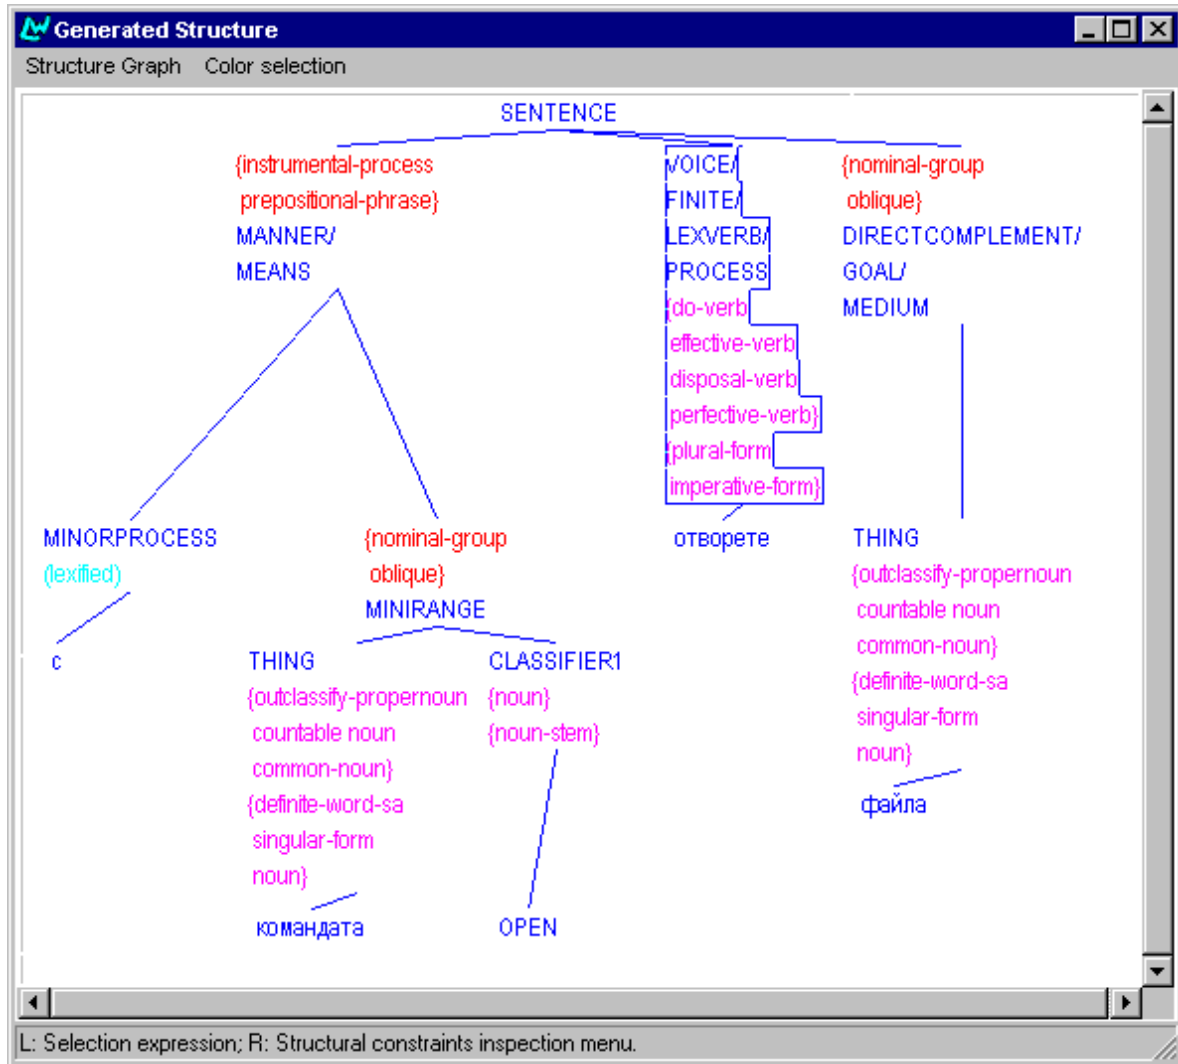 Generated Structure
Structure Graph Color selection
SENTENCE
{instrumental-process
prepositional-phrase}
MANNER/
MEANS
VOICE/
FINITE/
LEXVERB/
PROCESS
{do-verb
effective-verb
disposal-verb
perfective-verb}
{plural-form
imperative-form}
{nominal-group
oblique}
DIRECTCOMPLEMENT/
GOAL/
MEDIUM
MINORPROCESS
(lexified)
с
{nominal-group
oblique}
MINIRANGE
THING
{outclassify-propernoun
countable noun
common-noun}
{definite-word-sa
singular-form
noun}
командата
CLASSIFIER1
{noun}
{noun-stem}
OPEN
отворете
THING
{outclassify-propernoun
countable noun
common-noun}
{definite-word-sa
singular-form
noun}
файла
L: Selection expression; R: Structural constraints inspection menu.